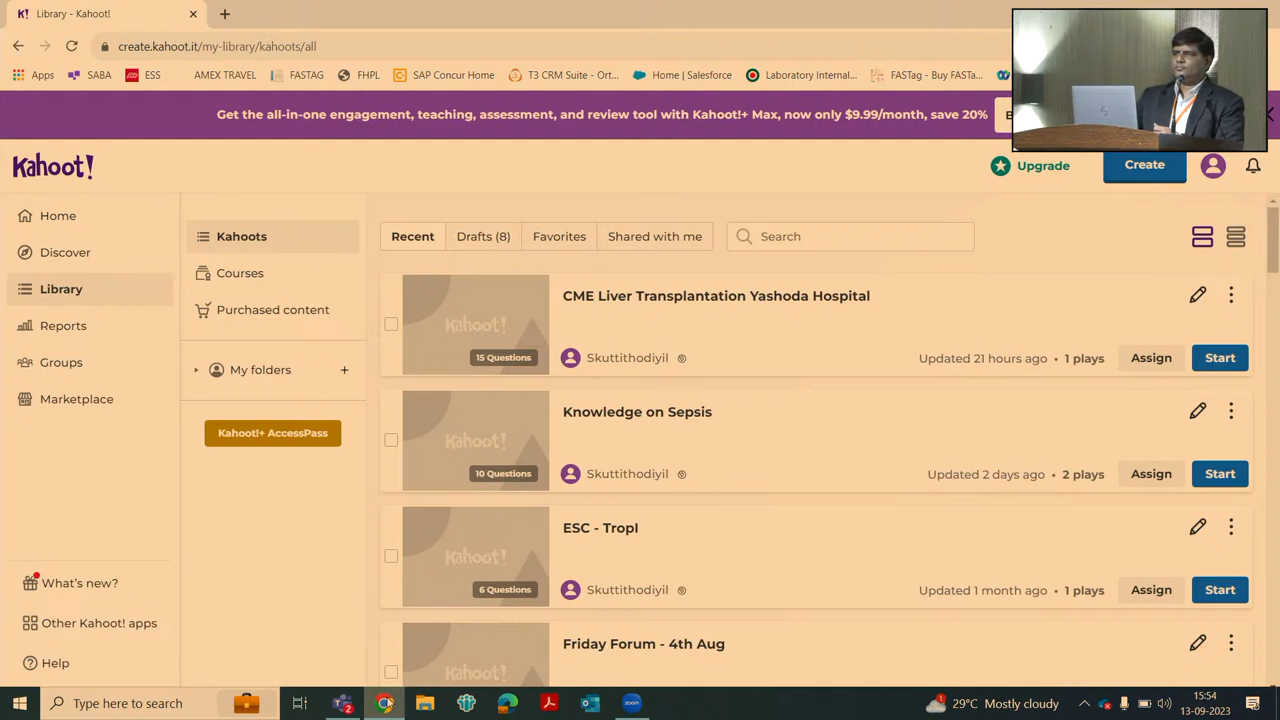 Library - Kahoot!
create.kahoot.it/my-library/kahoots/all
Apps SABA ESS AMEX TRAVEL FASTAG FHPL SAP Concur Home T3 CRM Suite - Ort... Home | Salesforce Laboratory Internal... FASTag - Buy FASTa...
Get the all-in-one engagement, teaching, assessment, and review tool with Kahoot!+ Max, now only $9.99/month, save 20%
Kahoot!
Upgrade
Create
Home
Discover
Library
Reports
Groups
Marketplace
What's new?
Other Kahoot! apps
Help
Kahoots
Courses
Purchased content
My folders
Kahoot!+ AccessPass
Recent Drafts (8) Favorites Shared with me Search
Kahoot!
15 Questions
CME Liver Transplantation Yashoda Hospital
Skuttithodiyil
Updated 21 hours ago • 1 plays Assign Start
Kahoot!
10 Questions
Knowledge on Sepsis
Skuttithodiyil
Updated 2 days ago • 2 plays Assign Start
Kahoot!
6 Questions
ESC - TropI
Skuttithodiyil
Updated 1 month ago • 1 plays Assign Start
Kahoot!
Friday Forum - 4th Aug
Type here to search
zoom
29°C Mostly cloudy
15:54
13-09-2023